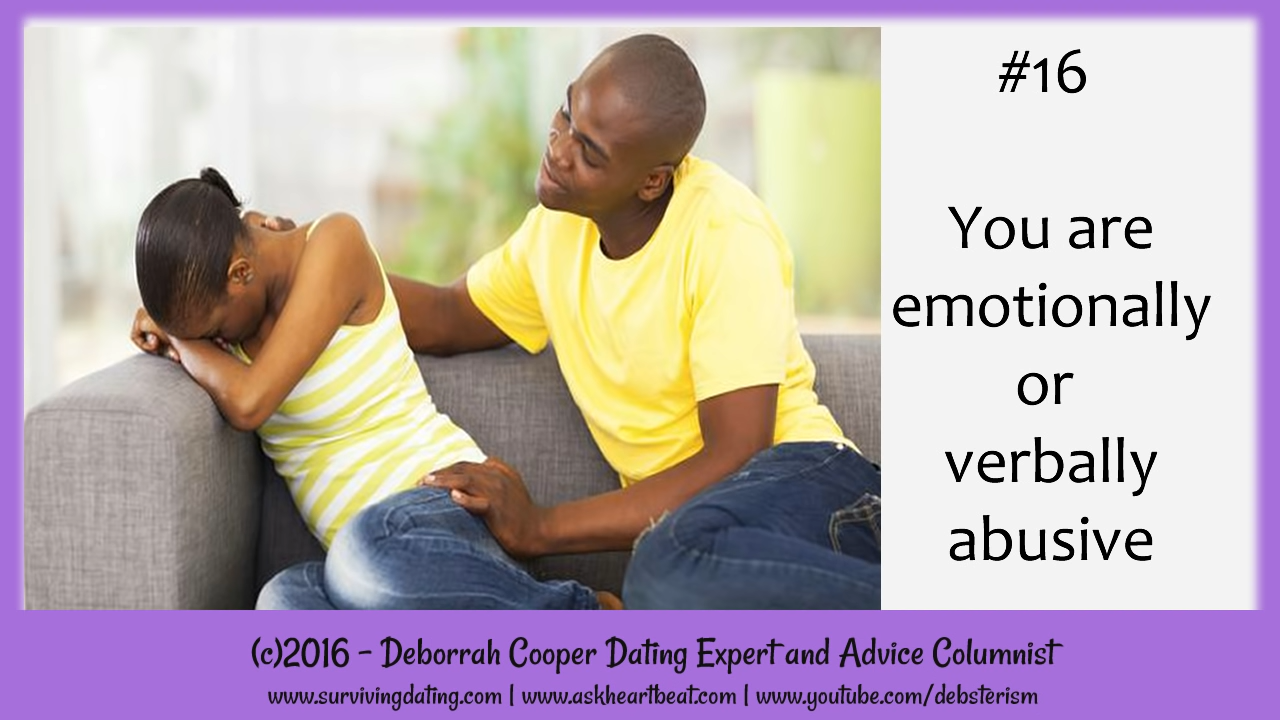 #16
You are
emotionally
or
verbally
abusive
(c)2016 - Deborrah Cooper Dating Expert and Advice Columnist
www.survivingdating.com | www.askheartbeat.com | www.youtube.com/debsterism